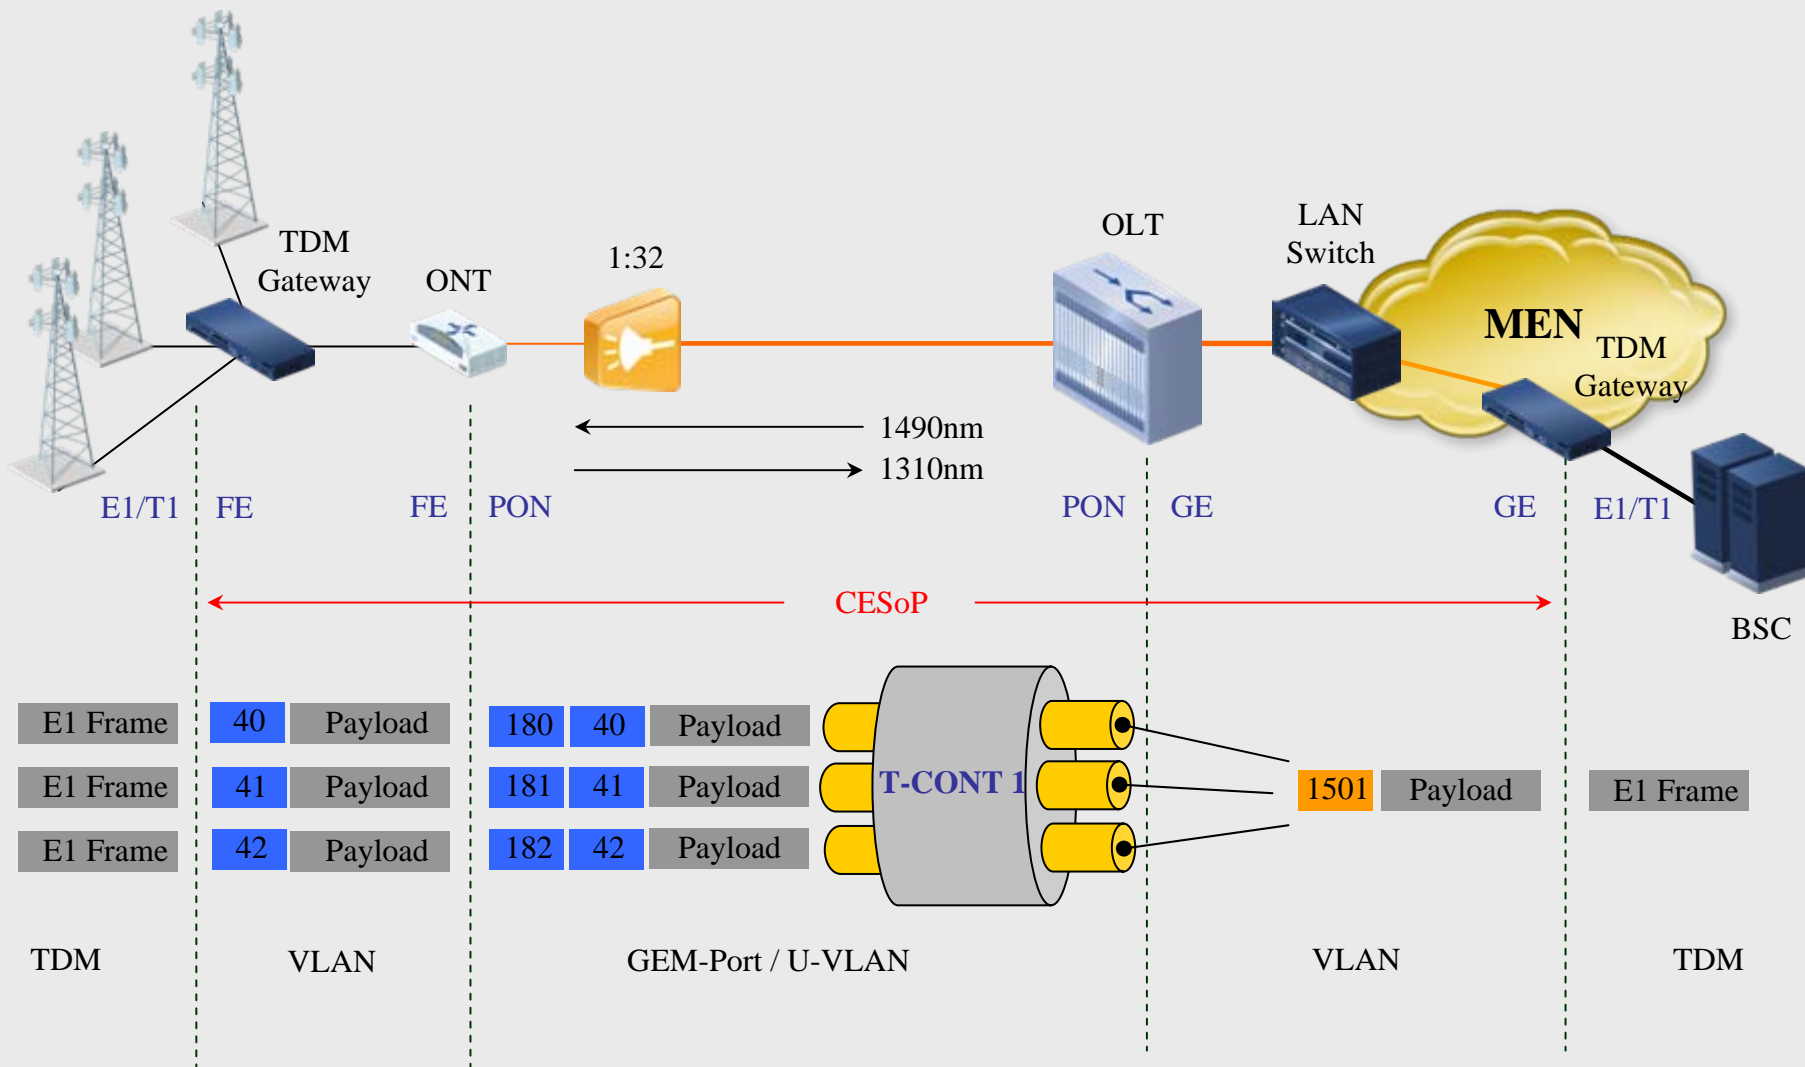 TDM
Gateway
ONT
1:32
OLT
LAN
Switch
MEN
TDM
Gateway
1490nm
1310nm
E1/T1
FE
FE
PON
PON
GE
GE
E1/T1
CESoP
BSC
E1 Frame
40
Payload
180
40
Payload
E1 Frame
41
Payload
181
41
Payload
T-CONT 1
1501
Payload
E1 Frame
E1 Frame
42
Payload
182
42
Payload
TDM
VLAN
GEM-Port / U-VLAN
VLAN
TDM